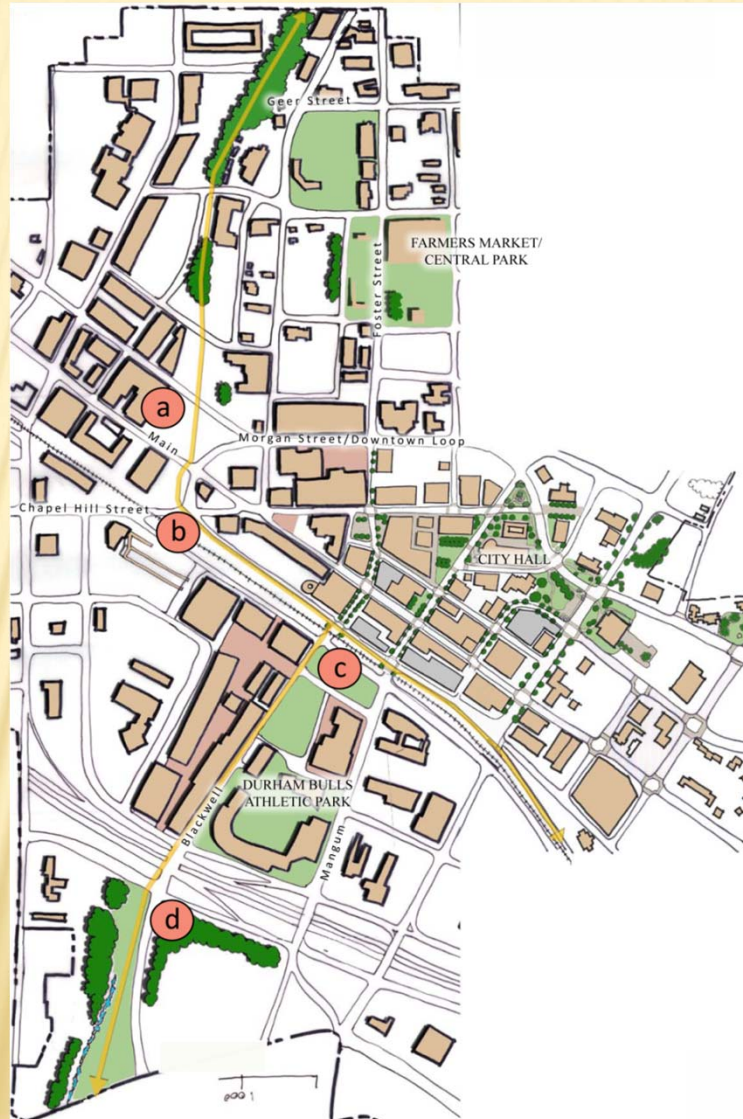 Geer Street
FARMERS MARKET/
CENTRAL PARK
Foster Street
a
Main
Morgan Street/Downtown Loop
Chapel Hill Street
b
CITY HALL
c
DURHAM BULLS
ATHLETIC PARK
Blackwell
Mangum
d